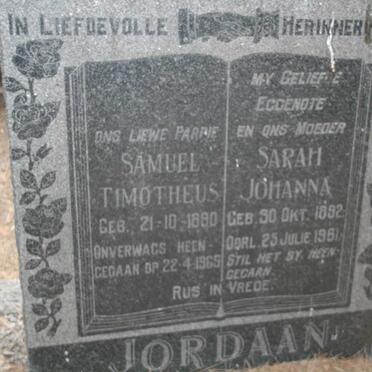 IN LIEFDEVOLLE HERINNER
ONS LIEWE PAPPIE
SAMUEL
TIMOTHEUS
GEB. 21-10-1890
ONVERWAGS HEEN-
GEGAAN OP 22-4-1965
MY GELIEFDE
EGGENOTE
EN ONS MOEDER
SARAH
JOHANNA
GEB. 30 OKT. 1892
OORL. 25 JULIE 1961
STIL HET SY HEEN-
GEGAAN.
RUS IN VREDE.
JORDAAN